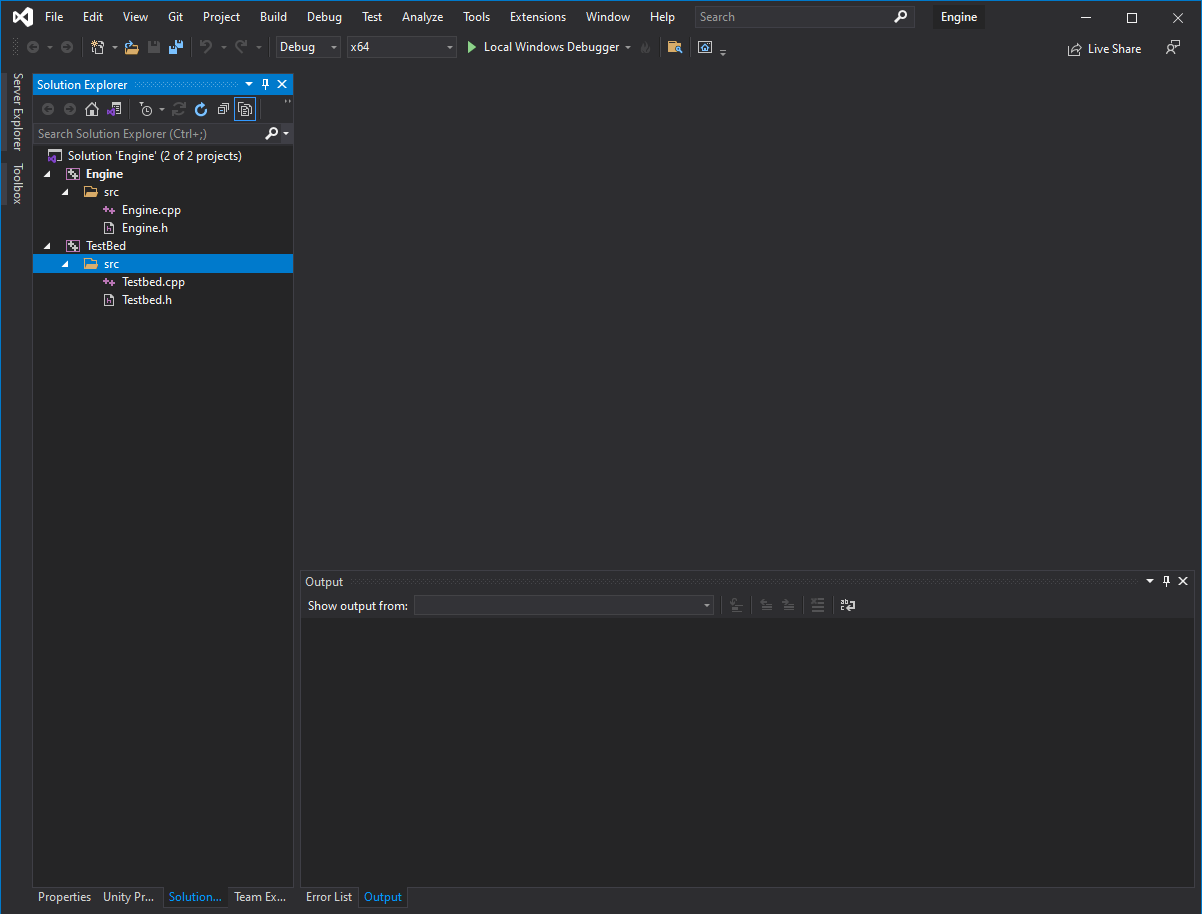 File Edit View Git Project Build Debug Test Analyze Tools Extensions Window Help Search Engine
Debug x64 Local Windows Debugger Live Share
Server Explorer
Toolbox
Solution Explorer
Search Solution Explorer (Ctrl+;)
Solution 'Engine' (2 of 2 projects)
Engine
src
Engine.cpp
Engine.h
TestBed
src
Testbed.cpp
Testbed.h
Output
Show output from:
Properties Unity Pr... Solution... Team Ex... Error List Output